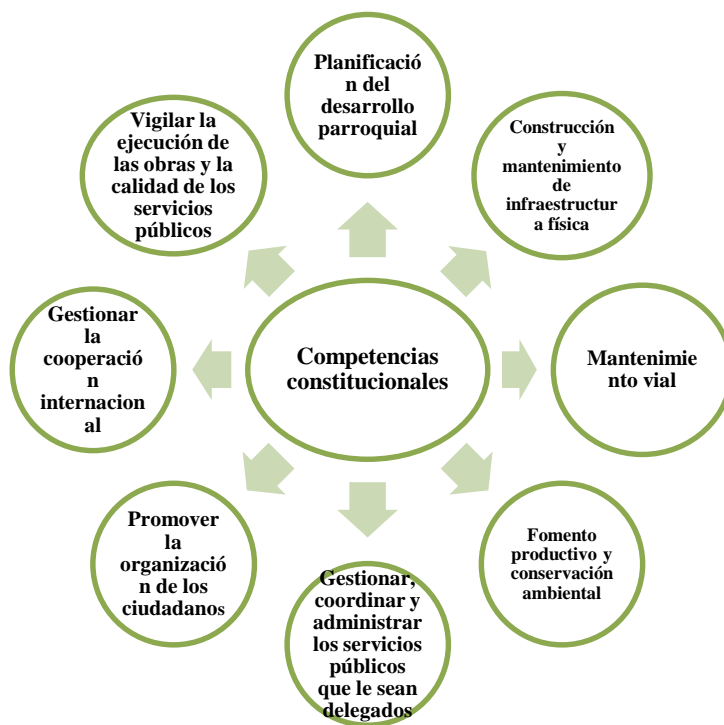 Planificació
n del
desarrollo
parroquial
Construcción
y
mantenimiento
de
infraestructur
a física
Mantenimie
nto vial
Fomento
productivo y
conservación
ambiental
Gestionar,
coordinar y
administrar
los servicios
públicos
que le sean
delegados
Promover
la
organizació
n de los
ciudadanos
Gestionar
la
cooperació
n
internacion
al
Vigilar la
ejecución de
las obras y la
calidad de los
servicios
públicos
Competencias
constitucionales